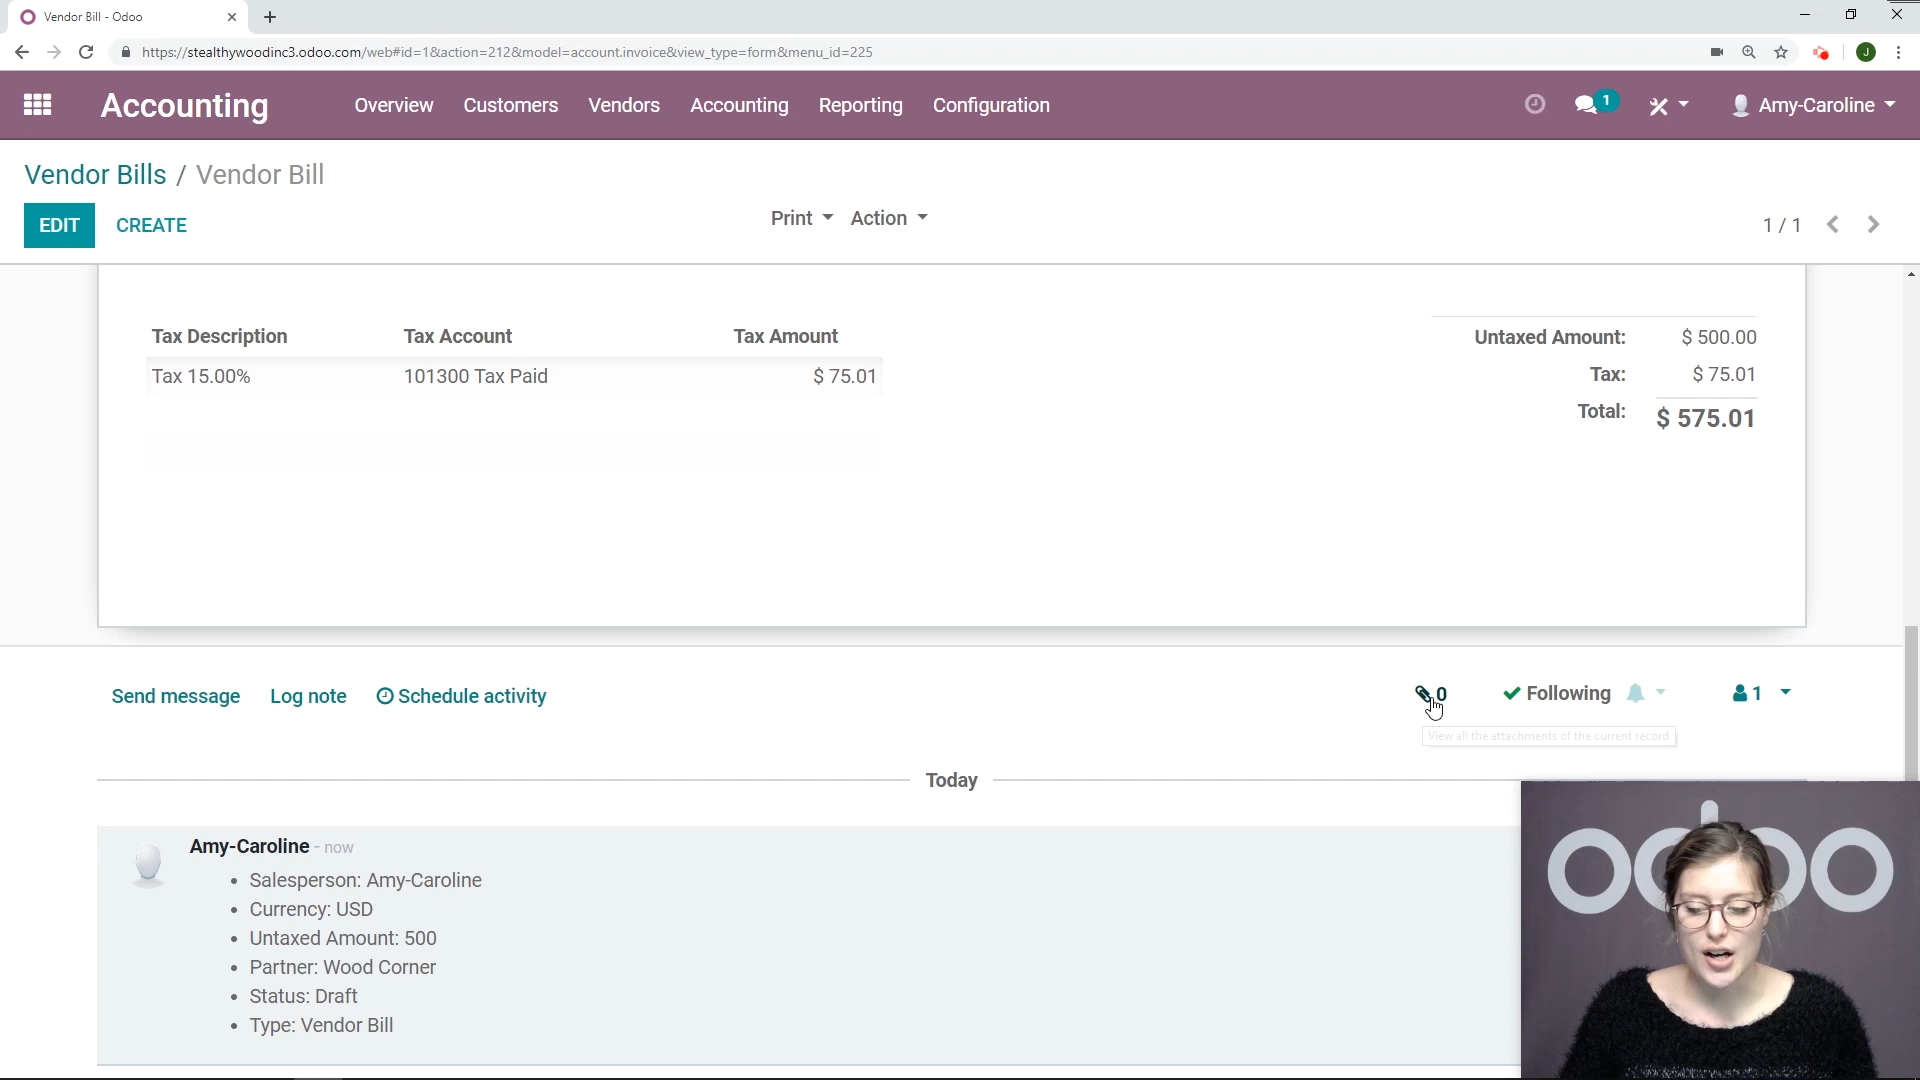 Vendor Bill - Odoo
https://stealthywoodinc3.odoo.com/web#id=1&action=212&model=account.invoice&view_type=form&menu_id=225
J
Accounting
Overview Customers Vendors Accounting Reporting Configuration
1
Amy-Caroline
Vendor Bills / Vendor Bill
EDIT CREATE
Print Action
1 / 1
Tax Description Tax Account Tax Amount
Tax 15.00% 101300 Tax Paid $ 75.01
Untaxed Amount: $ 500.00
Tax: $ 75.01
Total: $ 575.01
Send message Log note Schedule activity
0 Following 1
View all the attachments of the current record
Today
Amy-Caroline - now
• Salesperson: Amy-Caroline
• Currency: USD
• Untaxed Amount: 500
• Partner: Wood Corner
• Status: Draft
• Type: Vendor Bill
odoo